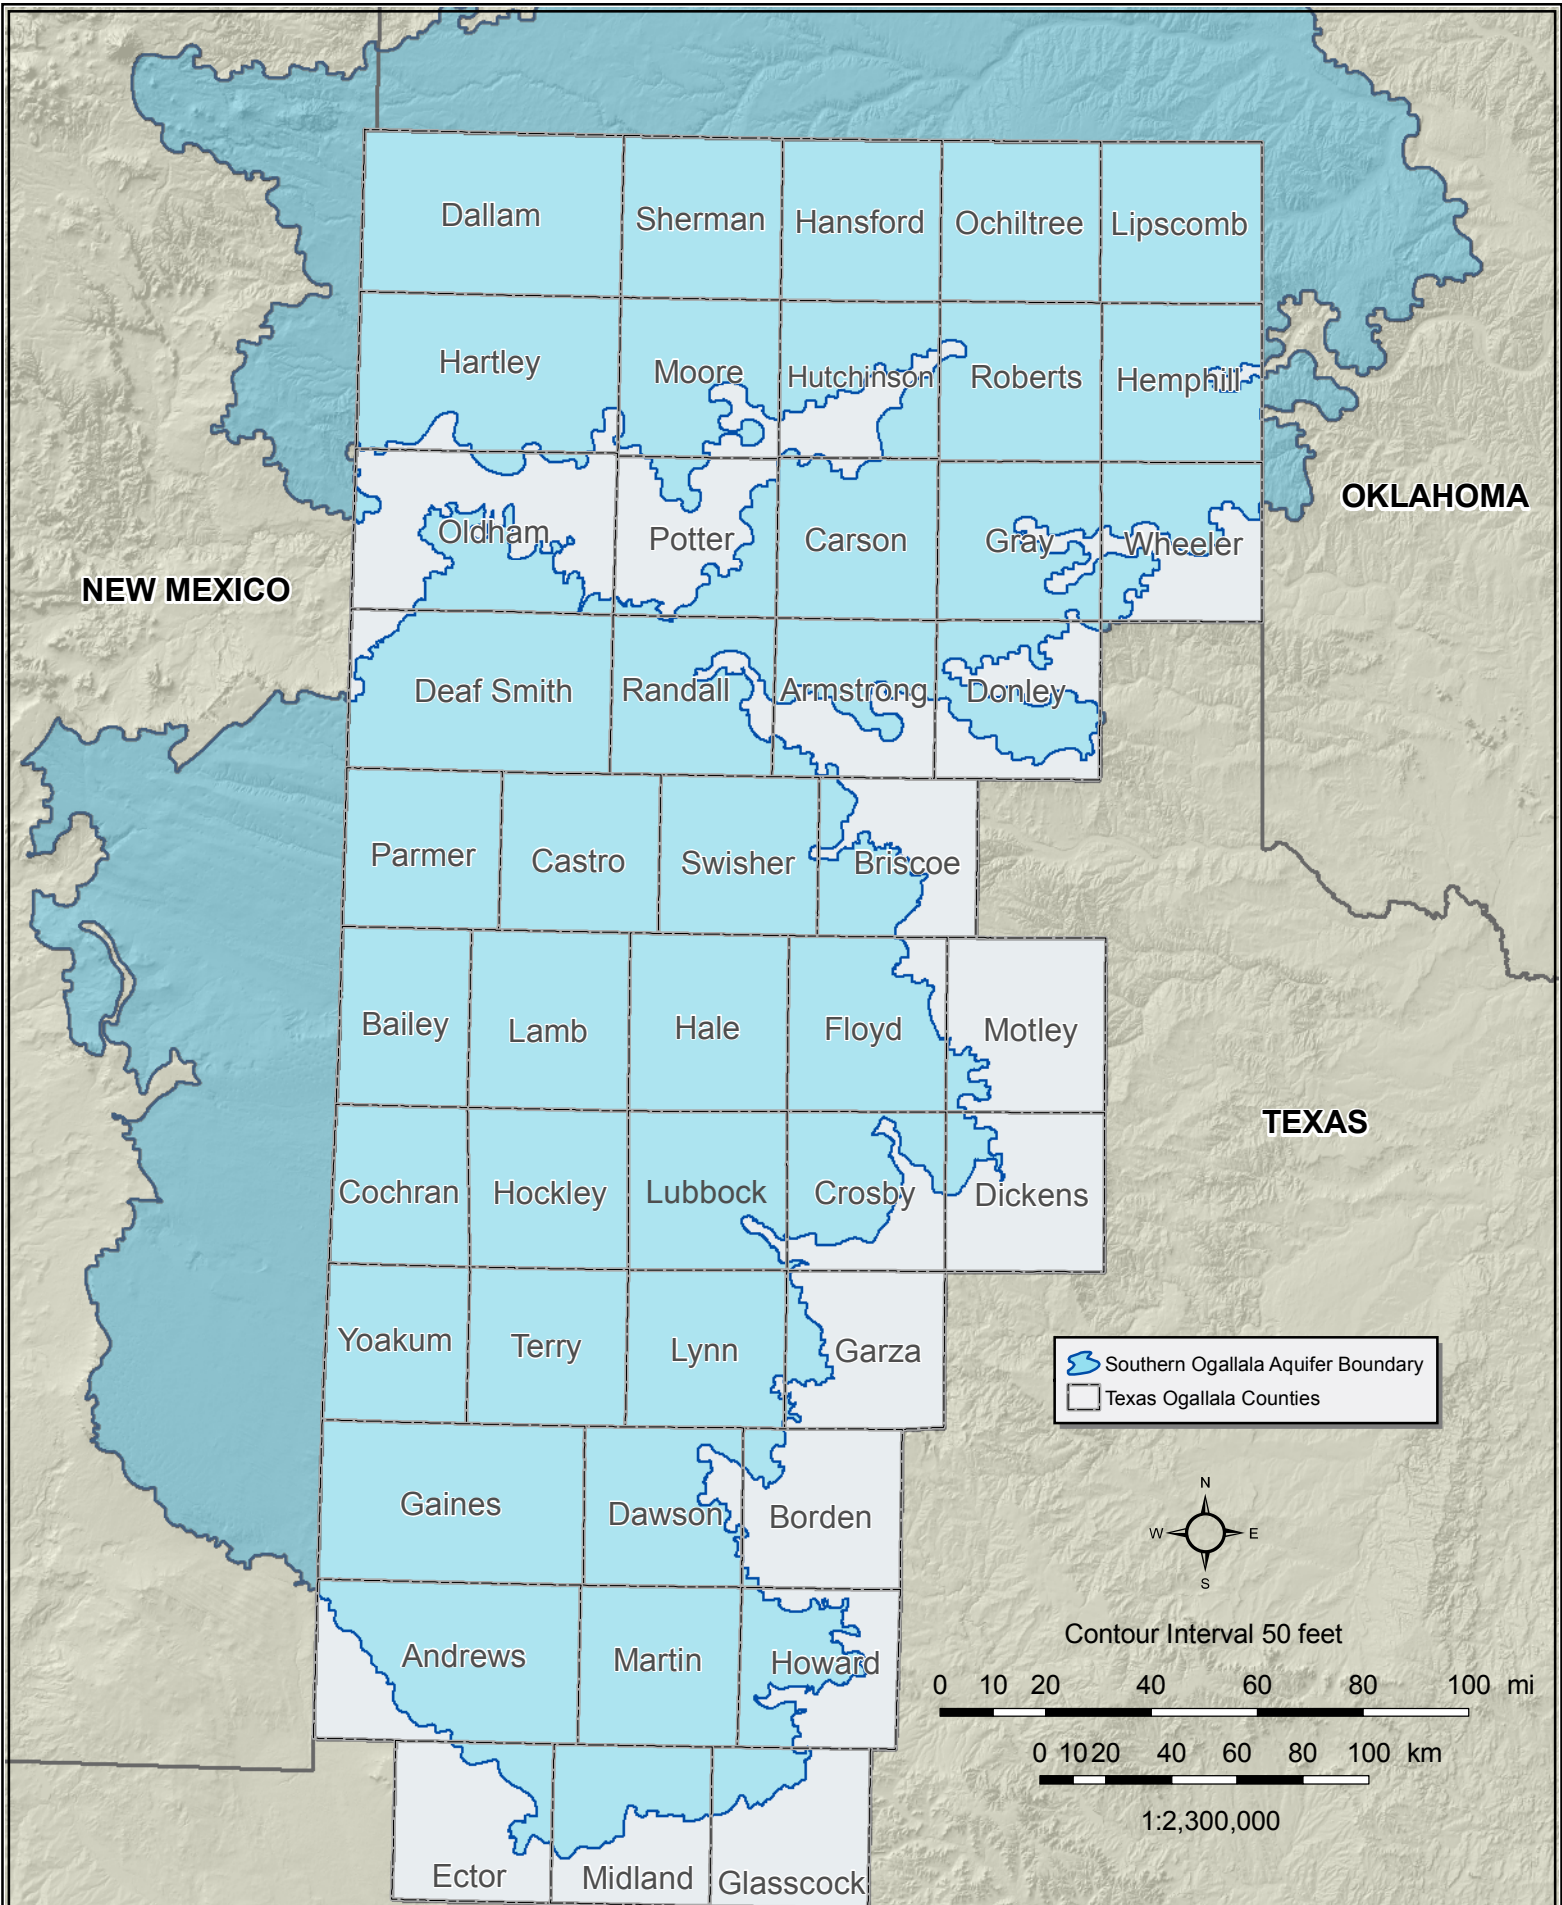 Dallam
Sherman
Hansford
Ochiltree
Lipscomb
Hartley
Moore
Hutchinson
Roberts
Hemphill
OKLAHOMA
Oldham
Potter
Carson
Gray
Wheeler
NEW MEXICO
Deaf Smith
Randall
Armstrong
Donley
Parmer
Castro
Swisher
Briscoe
Bailey
Lamb
Hale
Floyd
Motley
TEXAS
Cochran
Hockley
Lubbock
Crosby
Dickens
Yoakum
Terry
Lynn
Garza
Southern Ogallala Aquifer Boundary
Texas Ogallala Counties
Gaines
Dawson
Borden
N
W
E
S
Andrews
Martin
Howard
Contour Interval 50 feet
0 10 20 40 60 80 100 mi
0 10 20 40 60 80 100 km
1:2,300,000
Ector
Midland
Glasscock